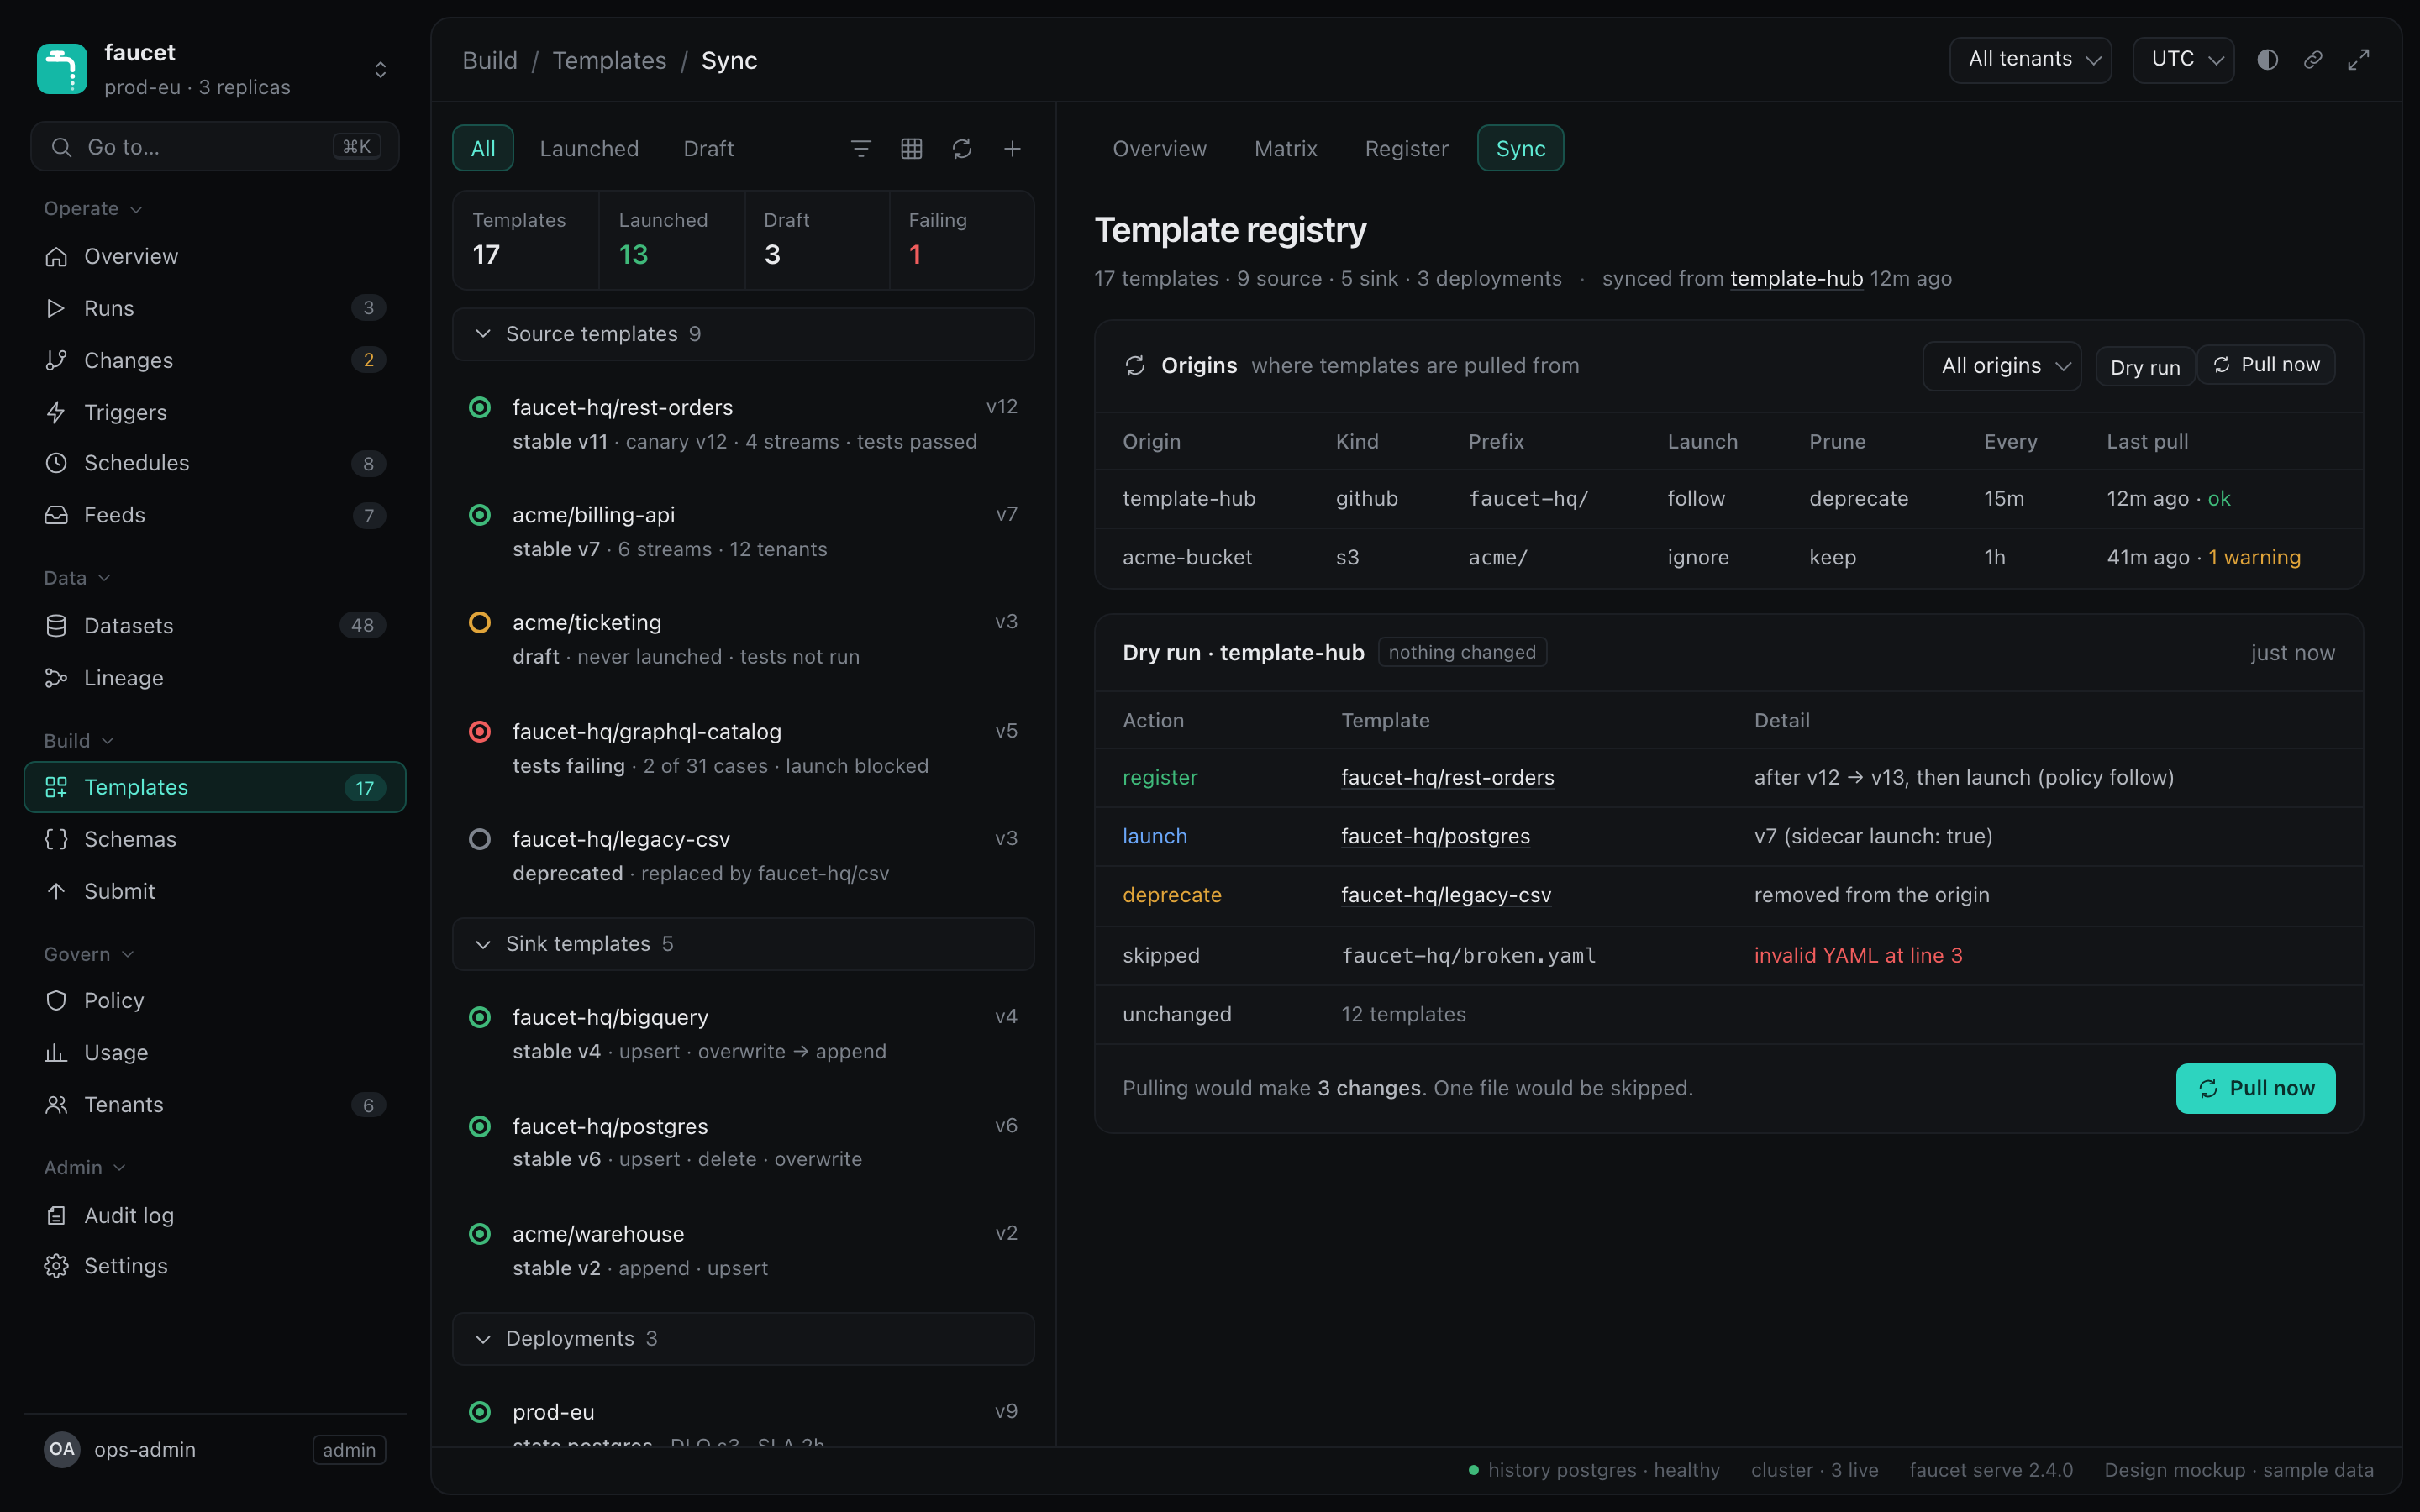 faucet
prod-eu · 3 replicas
Go to...
⌘K
Operate
Overview
Runs 3
Changes 2
Triggers
Schedules 8
Feeds 7
Data
Datasets 48
Lineage
Build
Templates 17
Schemas
Submit
Govern
Policy
Usage
Tenants 6
Admin
Audit log
Settings
OA ops-admin admin
Build / Templates / Sync
All tenants UTC
All Launched Draft
Templates Launched Draft Failing
17 13 3 1
Source templates 9
faucet-hq/rest-orders v12
stable v11 · canary v12 · 4 streams · tests passed
acme/billing-api v7
stable v7 · 6 streams · 12 tenants
acme/ticketing v3
draft · never launched · tests not run
faucet-hq/graphql-catalog v5
tests failing · 2 of 31 cases · launch blocked
faucet-hq/legacy-csv v3
deprecated · replaced by faucet-hq/csv
Sink templates 5
faucet-hq/bigquery v4
stable v4 · upsert · overwrite → append
faucet-hq/postgres v6
stable v6 · upsert · delete · overwrite
acme/warehouse v2
stable v2 · append · upsert
Deployments 3
prod-eu v9
state postgres · DLQ s3 · SLA 2h
Overview Matrix Register Sync
Template registry
17 templates · 9 source · 5 sink · 3 deployments · synced from template-hub 12m ago
Origins where templates are pulled from All origins Dry run Pull now
Origin Kind Prefix Launch Prune Every Last pull
template-hub github faucet-hq/ follow deprecate 15m 12m ago · ok
acme-bucket s3 acme/ ignore keep 1h 41m ago · 1 warning
Dry run · template-hub nothing changed just now
Action Template Detail
register faucet-hq/rest-orders after v12 → v13, then launch (policy follow)
launch faucet-hq/postgres v7 (sidecar launch: true)
deprecate faucet-hq/legacy-csv removed from the origin
skipped faucet-hq/broken.yaml invalid YAML at line 3
unchanged 12 templates
Pulling would make 3 changes. One file would be skipped. Pull now
history postgres · healthy cluster · 3 live faucet serve 2.4.0 Design mockup · sample data